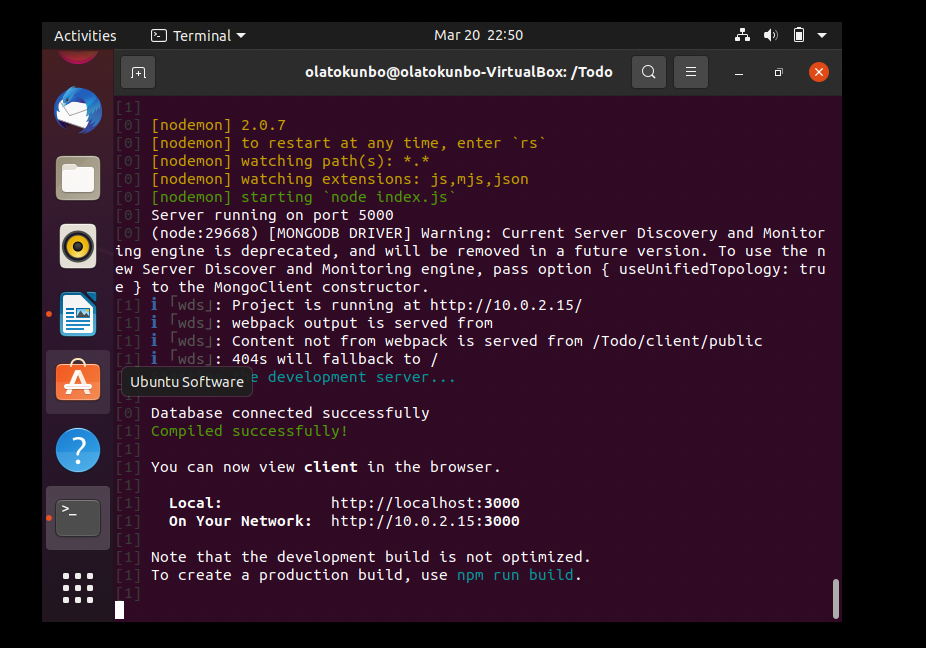 Activities Terminal Mar 20 22:50
olatokunbo@olatokunbo-VirtualBox: /Todo
[1]
[0] [nodemon] 2.0.7
[0] [nodemon] to restart at any time, enter `rs`
[0] [nodemon] watching path(s): *.*
[0] [nodemon] watching extensions: js,mjs,json
[0] [nodemon] starting `node index.js`
[0] Server running on port 5000
[0] (node:29668) [MONGODB DRIVER] Warning: Current Server Discovery and Monitor
ing engine is deprecated, and will be removed in a future version. To use the n
ew Server Discover and Monitoring engine, pass option { useUnifiedTopology: tru
e } to the MongoClient constructor.
[1] ℹ 「wds」: Project is running at http://10.0.2.15/
[1] ℹ 「wds」: webpack output is served from
[1] ℹ 「wds」: Content not from webpack is served from /Todo/client/public
[1] ℹ 「wds」: 404s will fallback to /
Ubuntu Software
e development server...
[1]
[0] Database connected successfully
[1] Compiled successfully!
[1]
[1] You can now view client in the browser.
[1]
[1] Local: http://localhost:3000
[1] On Your Network: http://10.0.2.15:3000
[1]
[1] Note that the development build is not optimized.
[1] To create a production build, use npm run build.
[1]